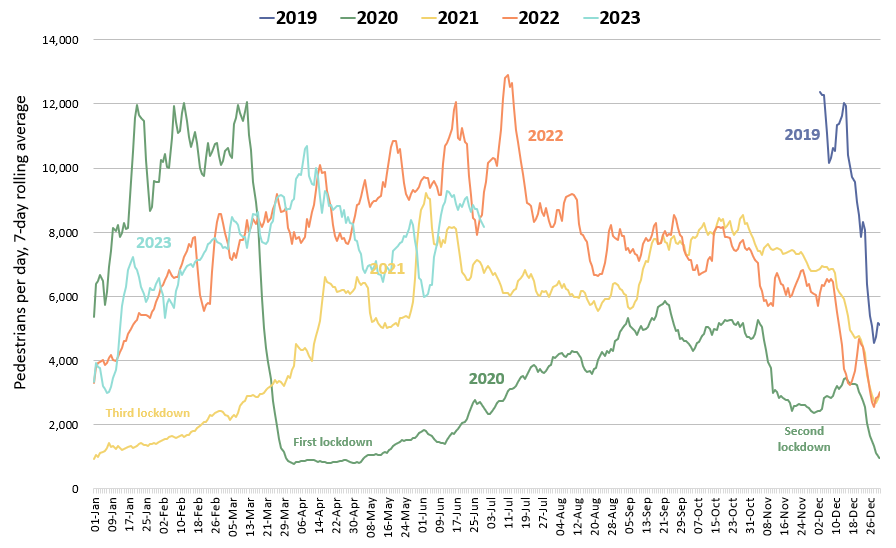 2019 2020 2021 2022 2023
Pedestrians per day, 7-day rolling average
14,000
12,000
10,000
8,000
6,000
4,000
2,000
0
2019
2022
2023
2021
2020
Third lockdown
First lockdown
Second
lockdown
01-Jan
09-Jan
17-Jan
25-Jan
02-Feb
10-Feb
18-Feb
26-Feb
05-Mar
13-Mar
21-Mar
29-Mar
06-Apr
14-Apr
22-Apr
30-Apr
08-May
16-May
24-May
01-Jun
09-Jun
17-Jun
25-Jun
03-Jul
11-Jul
19-Jul
27-Jul
04-Aug
12-Aug
20-Aug
28-Aug
05-Sep
13-Sep
21-Sep
29-Sep
07-Oct
15-Oct
23-Oct
31-Oct
08-Nov
16-Nov
24-Nov
02-Dec
10-Dec
18-Dec
26-Dec